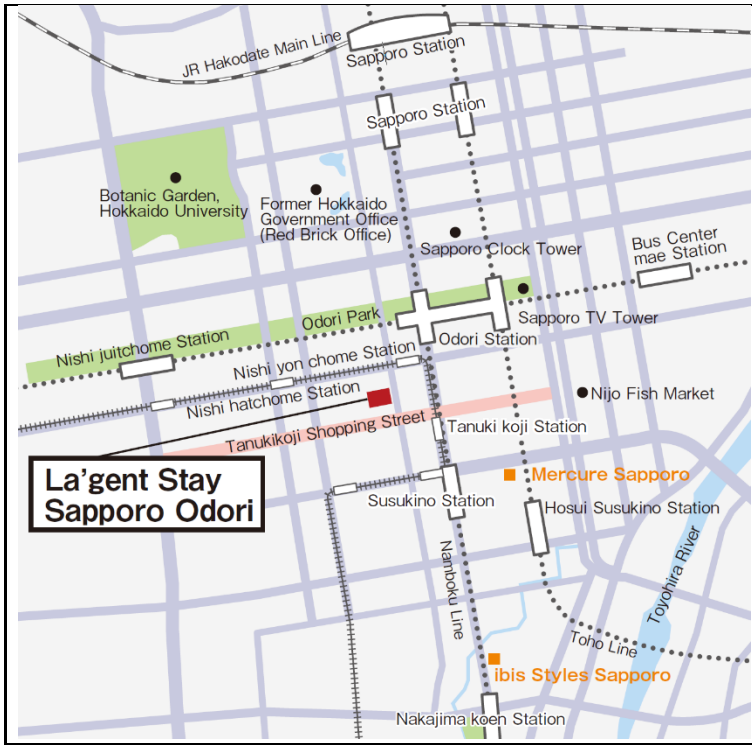 JR Hakodate Main Line
Sapporo Station
Sapporo Station
Botanic Garden,
Hokkaido University
Former Hokkaido
Government Office
(Red Brick Office)
Sapporo Clock Tower
Bus Center
mae Station
Odori Park
Sapporo TV Tower
Nishi juitchome Station
Odori Station
Nishi yon chome Station
Nishi hatchome Station
Nijo Fish Market
Tanukikoji Shopping Street
Tanuki koji Station
La'gent Stay
Sapporo Odori
Mercure Sapporo
Susukino Station
Hosui Susukino Station
Namboku Line
Toyohira River
Toho Line
ibis Styles Sapporo
Nakajima koen Station